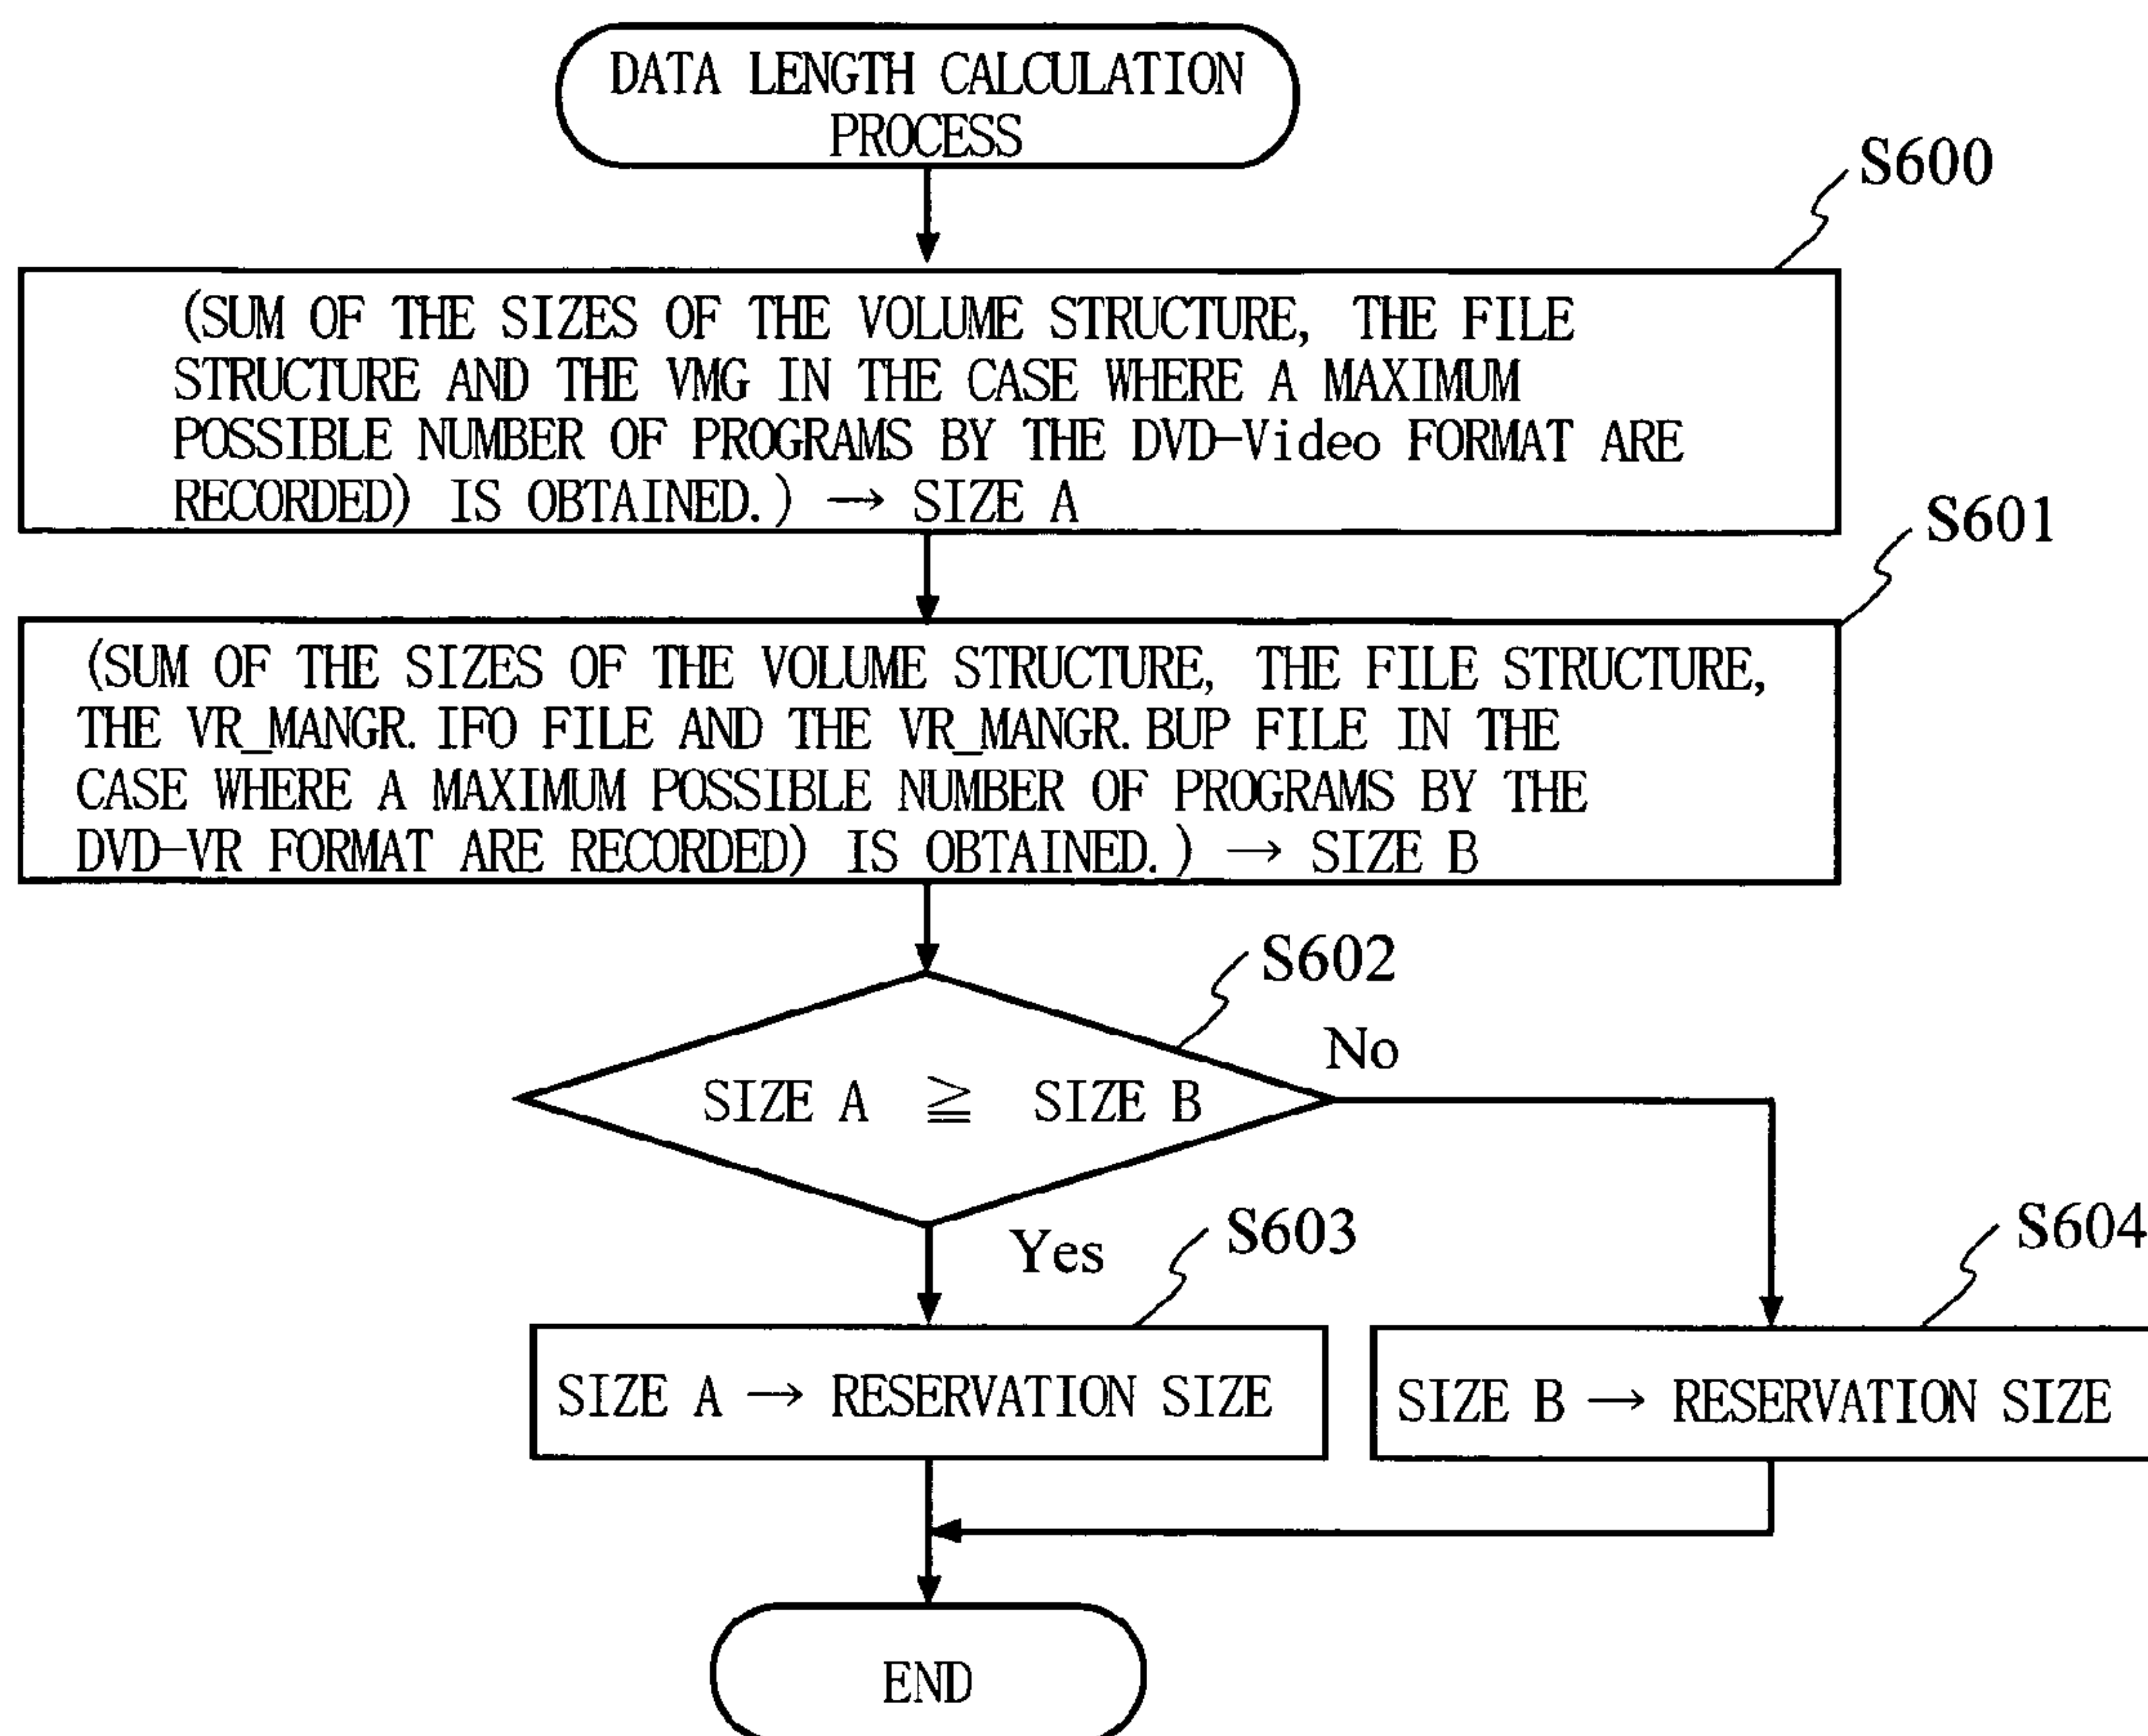 DATA LENGTH CALCULATION
PROCESS
S600
(SUM OF THE SIZES OF THE VOLUME STRUCTURE, THE FILE
STRUCTURE AND THE VMG IN THE CASE WHERE A MAXIMUM
POSSIBLE NUMBER OF PROGRAMS BY THE DVD-Video FORMAT ARE
RECORDED) IS OBTAINED.) → SIZE A
S601
(SUM OF THE SIZES OF THE VOLUME STRUCTURE, THE FILE STRUCTURE,
THE VR_MANGR.IFO FILE AND THE VR_MANGR.BUP FILE IN THE
CASE WHERE A MAXIMUM POSSIBLE NUMBER OF PROGRAMS BY THE
DVD-VR FORMAT ARE RECORDED) IS OBTAINED.) → SIZE B
S602
No
SIZE A ≧ SIZE B
Yes
S603
S604
SIZE A → RESERVATION SIZE
SIZE B → RESERVATION SIZE
END